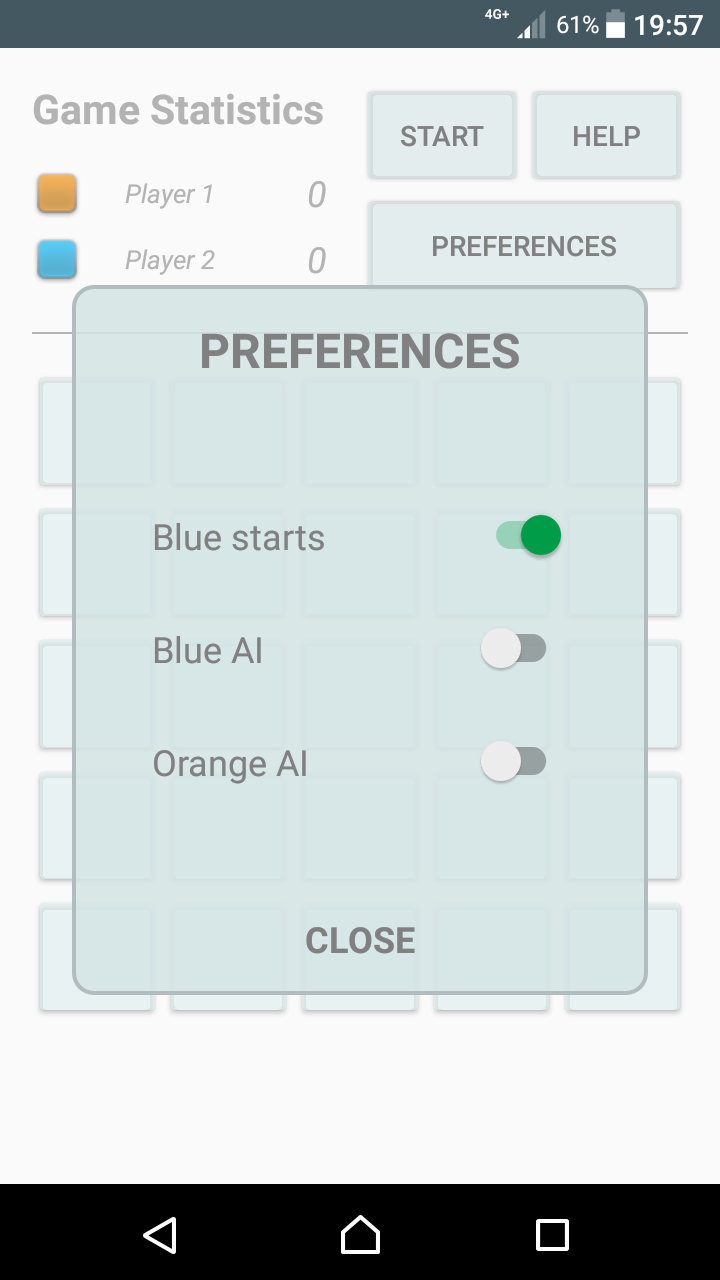 4G+ 61% 19:57
Game Statistics
START
HELP
Player 1 0
Player 2 0
PREFERENCES
PREFERENCES
Blue starts
Blue AI
Orange AI
CLOSE